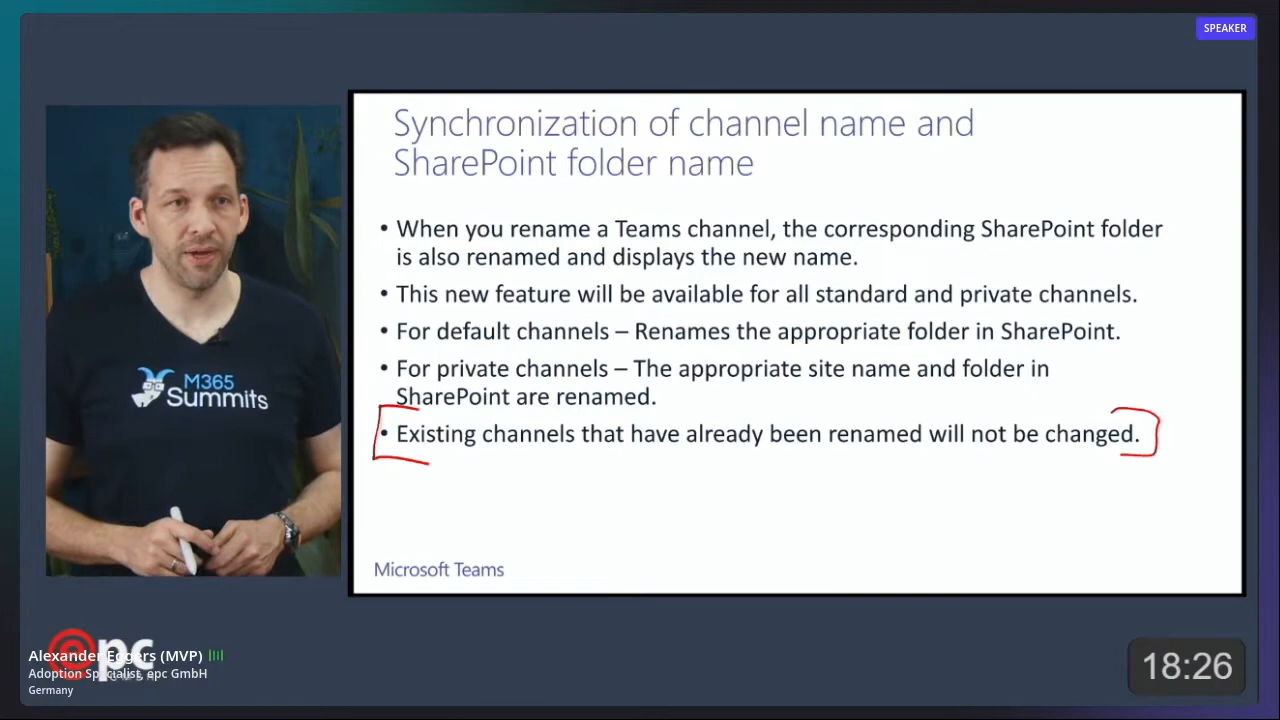 SPEAKER
Synchronization of channel name and
SharePoint folder name
• When you rename a Teams channel, the corresponding SharePoint folder
is also renamed and displays the new name.
• This new feature will be available for all standard and private channels.
• For default channels – Renames the appropriate folder in SharePoint.
• For private channels – The appropriate site name and folder in
SharePoint are renamed.
• Existing channels that have already been renamed will not be changed.
Microsoft Teams
M365
Summits
epc
Alexander Eggers (MVP)
Adoption Specialist, epc GmbH
Germany
18:26